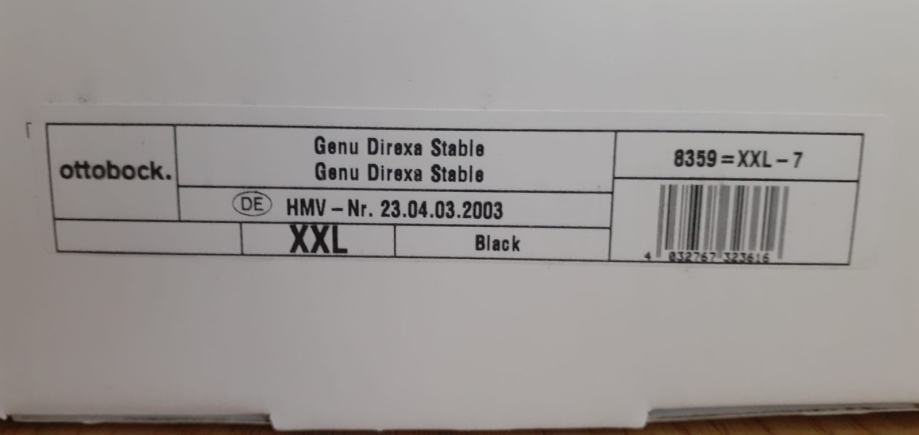 ottobock.
Genu Direxa Stable
Genu Direxa Stable
8359=XXL-7
DE HMV-Nr. 23.04.03.2003
XXL
Black
4 032767 323616